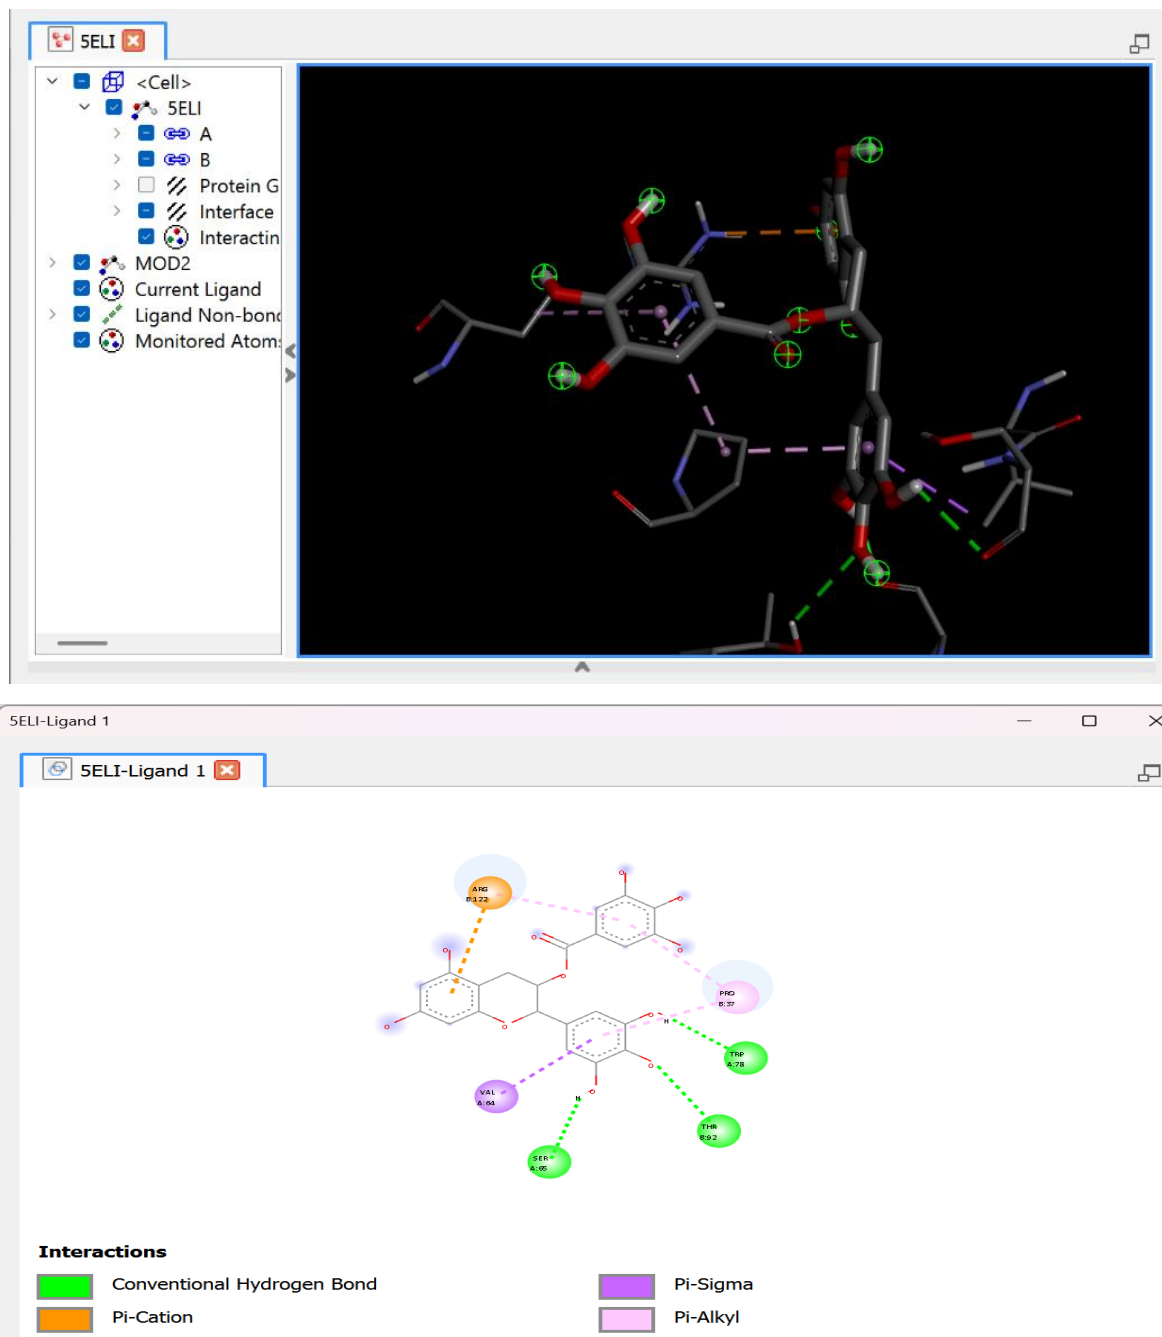 5ELI
<Cell>
5ELI
A
B
Protein G
Interface
Interactin
MOD2
Current Ligand
Ligand Non-bond
Monitored Atom
5ELI-Ligand 1
5ELI-Ligand 1
ARG
B:122
PRO
B:37
TRP
A:78
VAL
A:64
THR
B:92
SER
A:65
Interactions
Conventional Hydrogen Bond
Pi-Cation
Pi-Sigma
Pi-Alkyl